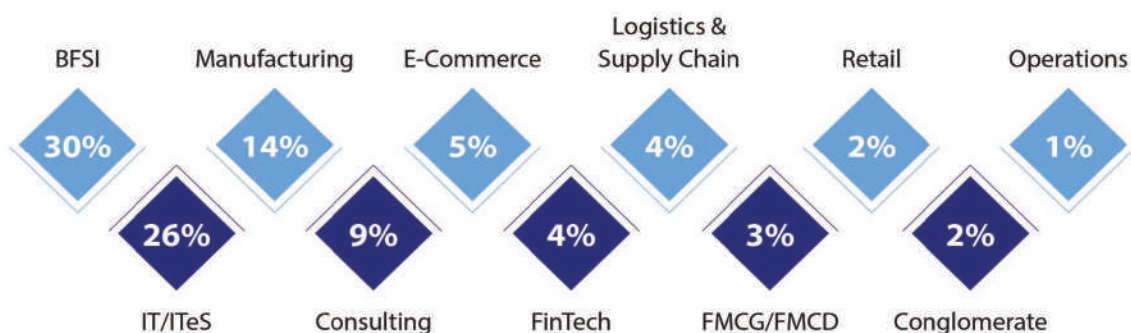 BFSI
Manufacturing
E-Commerce
Logistics &
Supply Chain
Retail
Operations
30%
14%
5%
4%
2%
1%
26%
9%
4%
3%
2%
IT/ITeS
Consulting
FinTech
FMCG/FMCD
Conglomerate